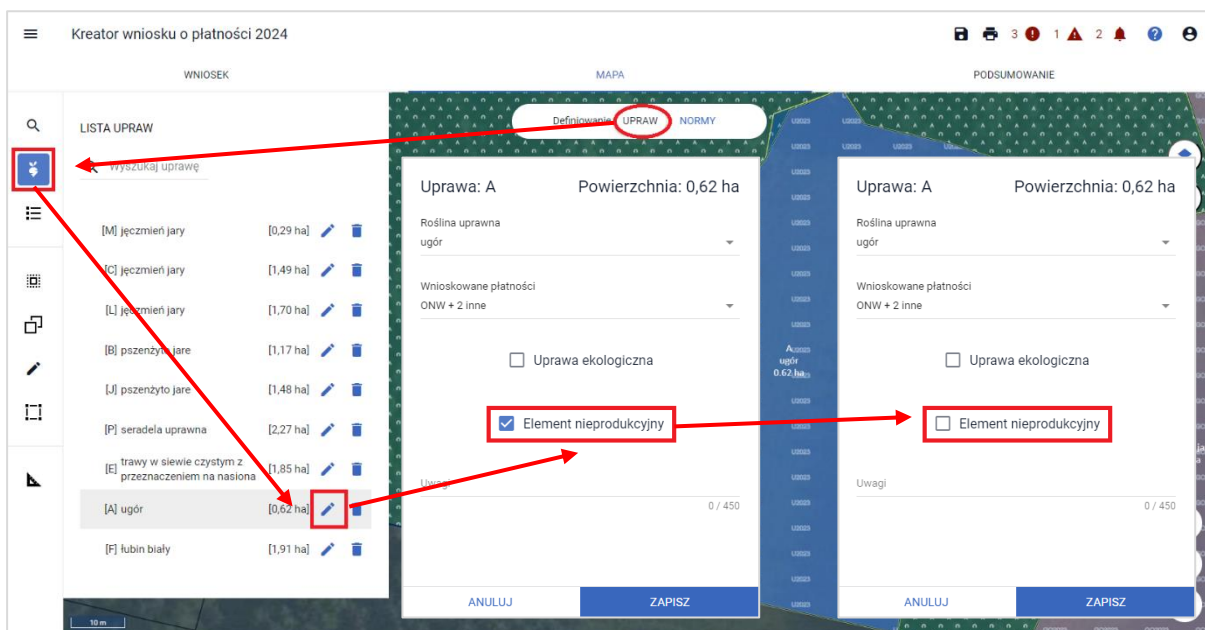 Kreator wniosku o płatności 2024
3 1 2
WNIOSEK
MAPA
PODSUMOWANIE
LISTA UPRAW
Wyszukaj uprawę
[M] jęczmień jary [0,29 ha]
[C] jęczmień jary [1,49 ha]
[L] jęczmień jary [1,70 ha]
[B] pszenżyto jare [1,17 ha]
[J] pszenżyto jare [1,48 ha]
[P] seradela uprawna [2,27 ha]
[E] trawy w siewie czystym z [1,85 ha]
przeznaczeniem na nasiona
[A] ugór [0,62 ha]
[F] łubin biały [1,91 ha]
10 m
Definiowanie: UPRAW NORMY
Uprawa: A Powierzchnia: 0,62 ha
Roślina uprawna
ugór
Wnioskowane płatności
ONW + 2 inne
Uprawa ekologiczna
Element nieprodukcyjny
Uwagi
0 / 450
ANULUJ ZAPISZ
A
ugór
0.62 ha
Uprawa: A Powierzchnia: 0,62 ha
Roślina uprawna
ugór
Wnioskowane płatności
ONW + 2 inne
Uprawa ekologiczna
Element nieprodukcyjny
Uwagi
0 / 450
ANULUJ ZAPISZ